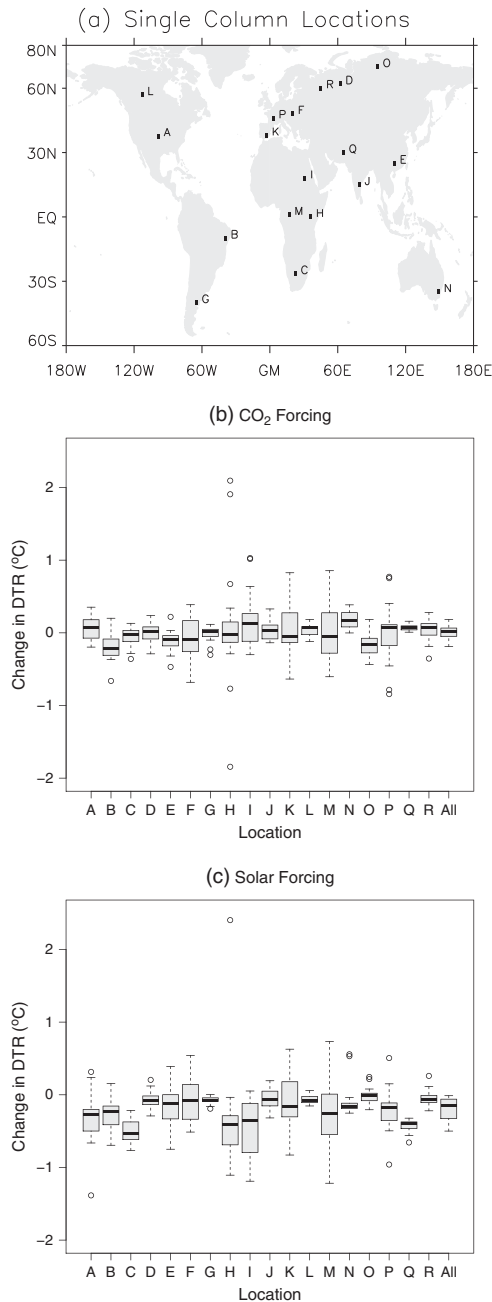 (a) Single Column Locations
80N
60N
30N
EQ
30S
60S
O
D
R
L
F
P
A
K
Q
E
I
J
M
H
B
C
N
G
180W 120W 60W GM 60E 120E 180E
(b) CO₂ Forcing
Change in DTR (ºC)
2
1
0
−1
−2
A B C D E F G H I J K L M N O P Q R All
Location
(c) Solar Forcing
Change in DTR (ºC)
2
1
0
−1
−2
A B C D E F G H I J K L M N O P Q R All
Location